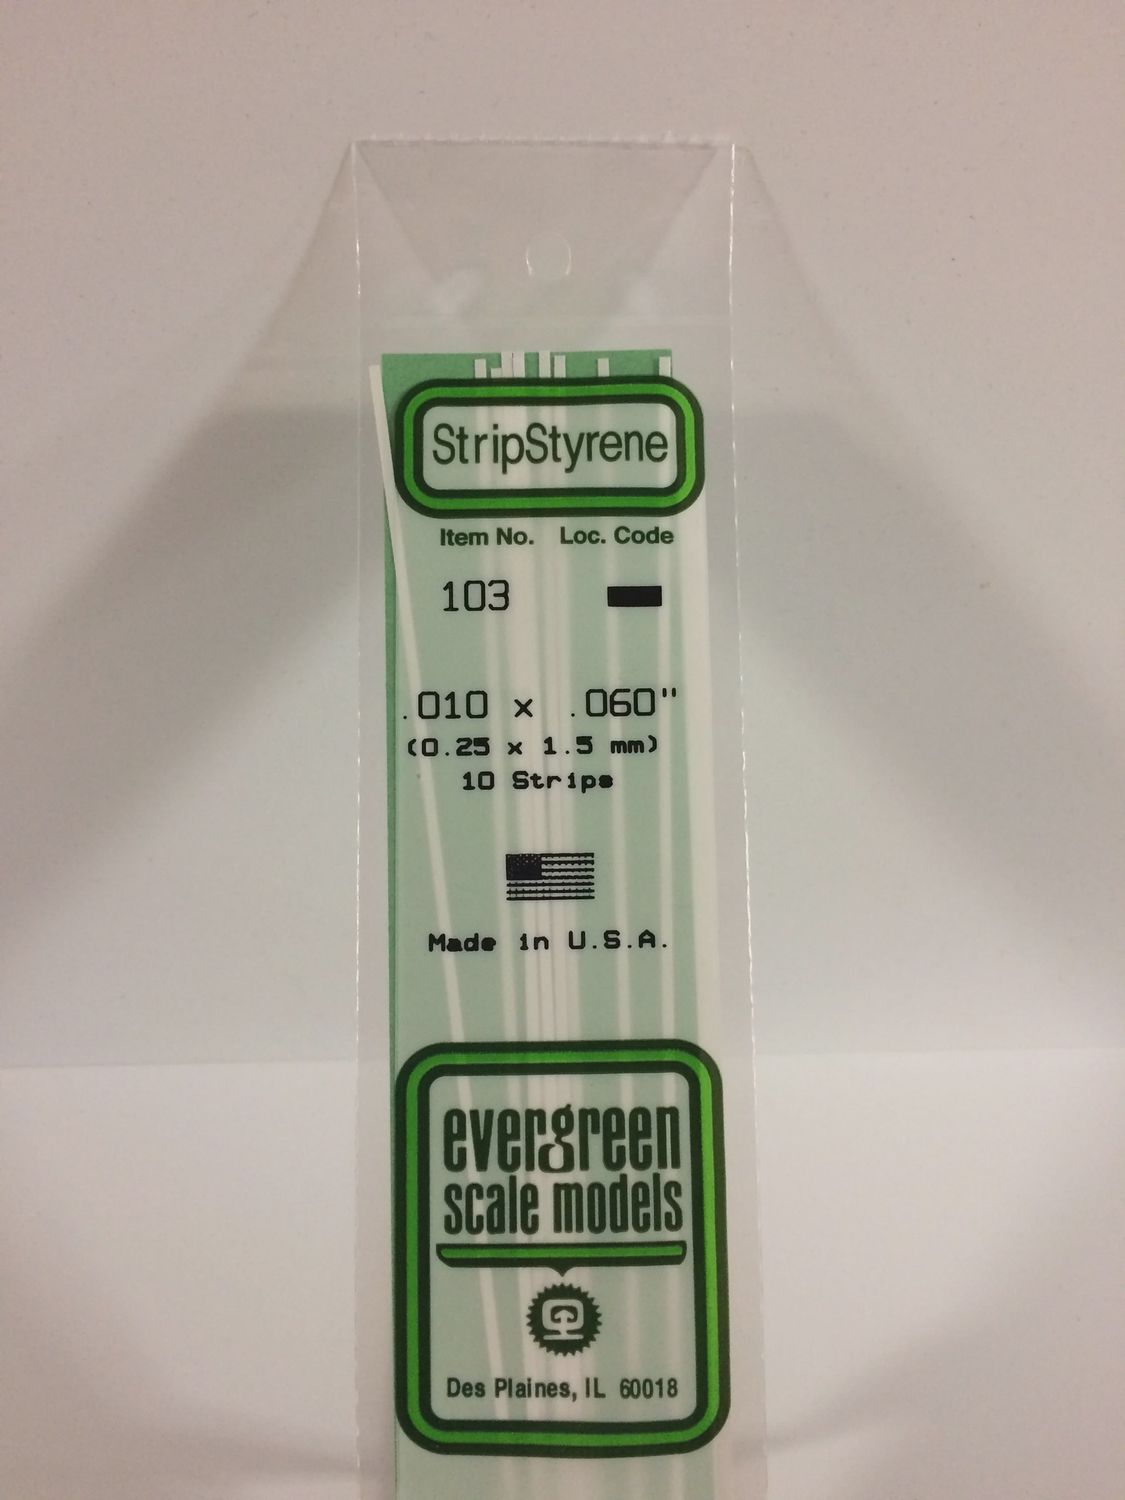 StripStyrene
Item No. Loc. Code
103
.010 x .060"
(0.25 x 1.5 mm)
10 Strips
Made in U.S.A.
evergreen
scale models
Des Plaines, IL 60018